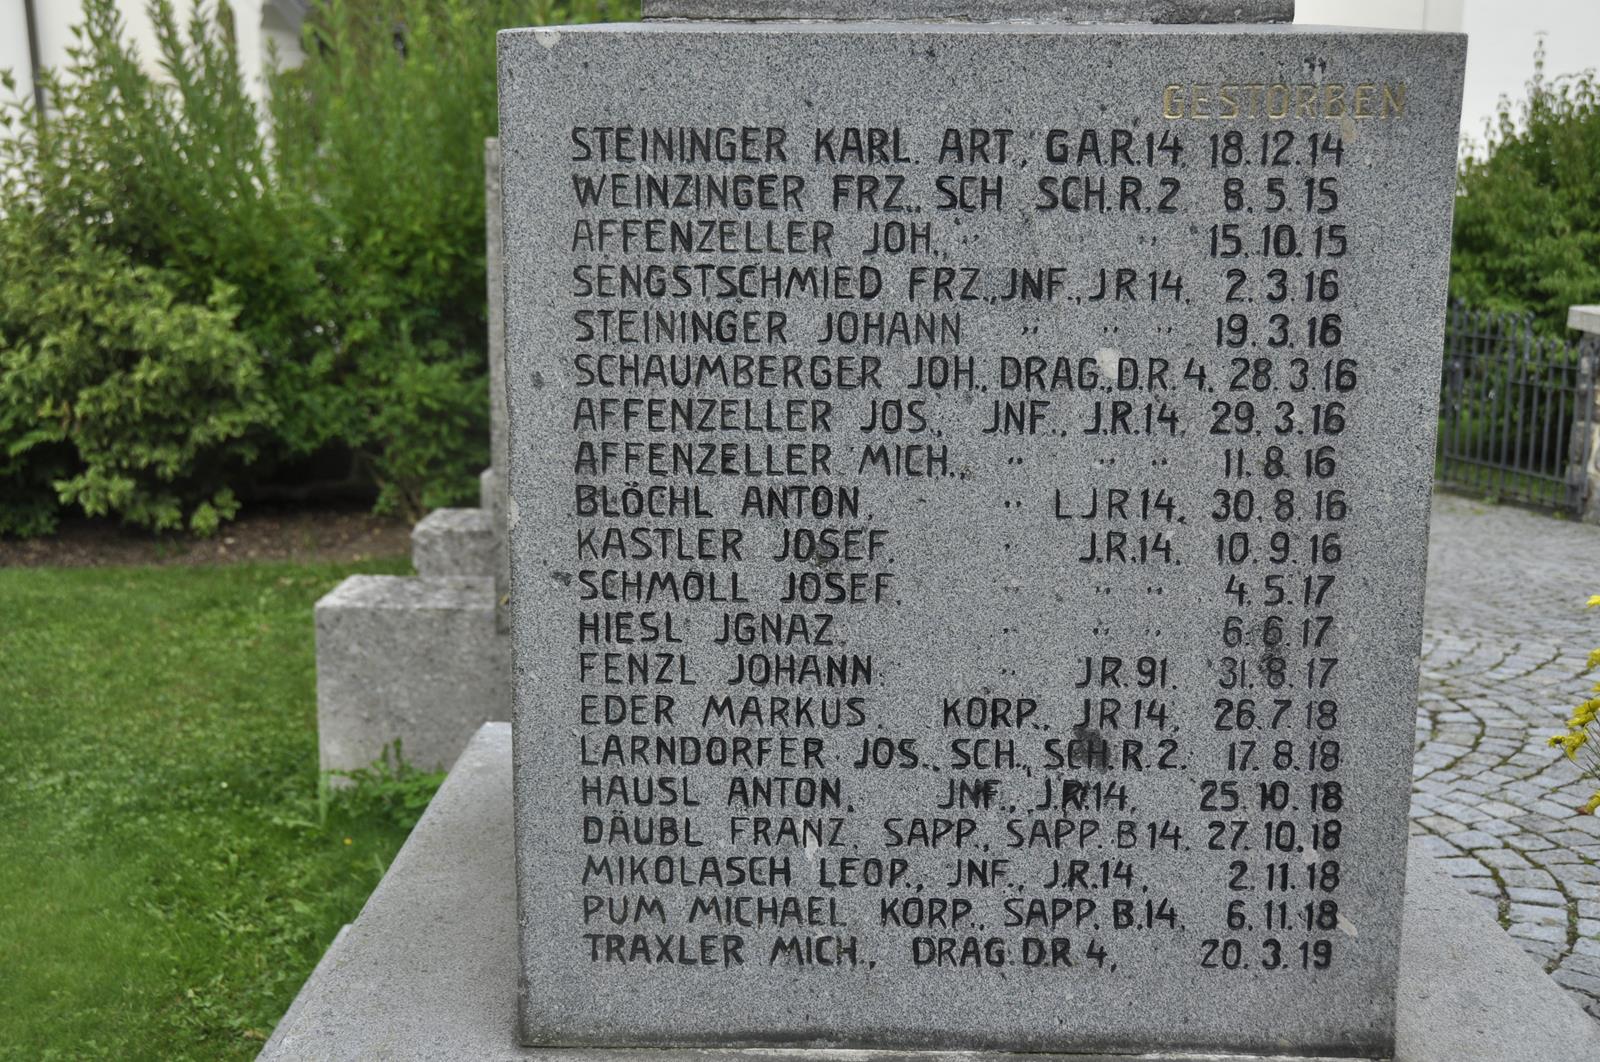 GESTORBEN
STEININGER KARL. ART., GAR.14. 18.12.14
WEINZINGER FRZ., SCH SCH.R.2 8.5.15
AFFENZELLER JOH., " " " 15.10.15
SENGSTSCHMIED FRZ., JNF., JR14. 2.3.16
STEININGER JOHANN " " " 19.3.16
SCHAUMBERGER JOH., DRAG., D.R.4. 28.3.16
AFFENZELLER JOS., JNF., J.R.14. 29.3.16
AFFENZELLER MICH., " " " 11.8.16
BLÖCHL ANTON, " LJR14. 30.8.16
KASTLER JOSEF, " J.R.14. 10.9.16
SCHMOLL JOSEF, " " 4.5.17
HIESL JGNAZ, " " " 6.6.17
FENZL JOHANN, " JR.91. 31.8.17
EDER MARKUS, KORP., JR14, 26.7.18
LARNDORFER JOS., SCH., SCH.R.2. 17.8.18
HAUSL ANTON, JNF., J.R.14, 25.10.18
DÄUBL FRANZ, SAPP., SAPP.B14. 27.10.18
MIKOLASCH LEOP., JNF., J.R.14, 2.11.18
PUM MICHAEL KORP., SAPP.B.14. 6.11.18
TRAXLER MICH., DRAG.D.R 4, 20.3.19